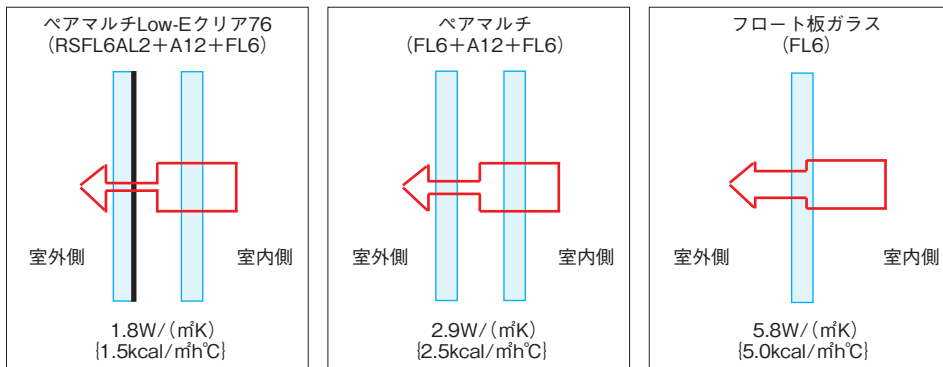 ペアマルチLow-Eクリア76
（RSFL6AL2＋A12＋FL6）
室外側
室内側
1.8W/（㎡K）
{1.5kcal/㎡h℃}
ペアマルチ
（FL6＋A12＋FL6）
室外側
室内側
2.9W/（㎡K）
{2.5kcal/㎡h℃}
フロート板ガラス
（FL6）
室外側
室内側
5.8W/（㎡K）
{5.0kcal/㎡h℃}